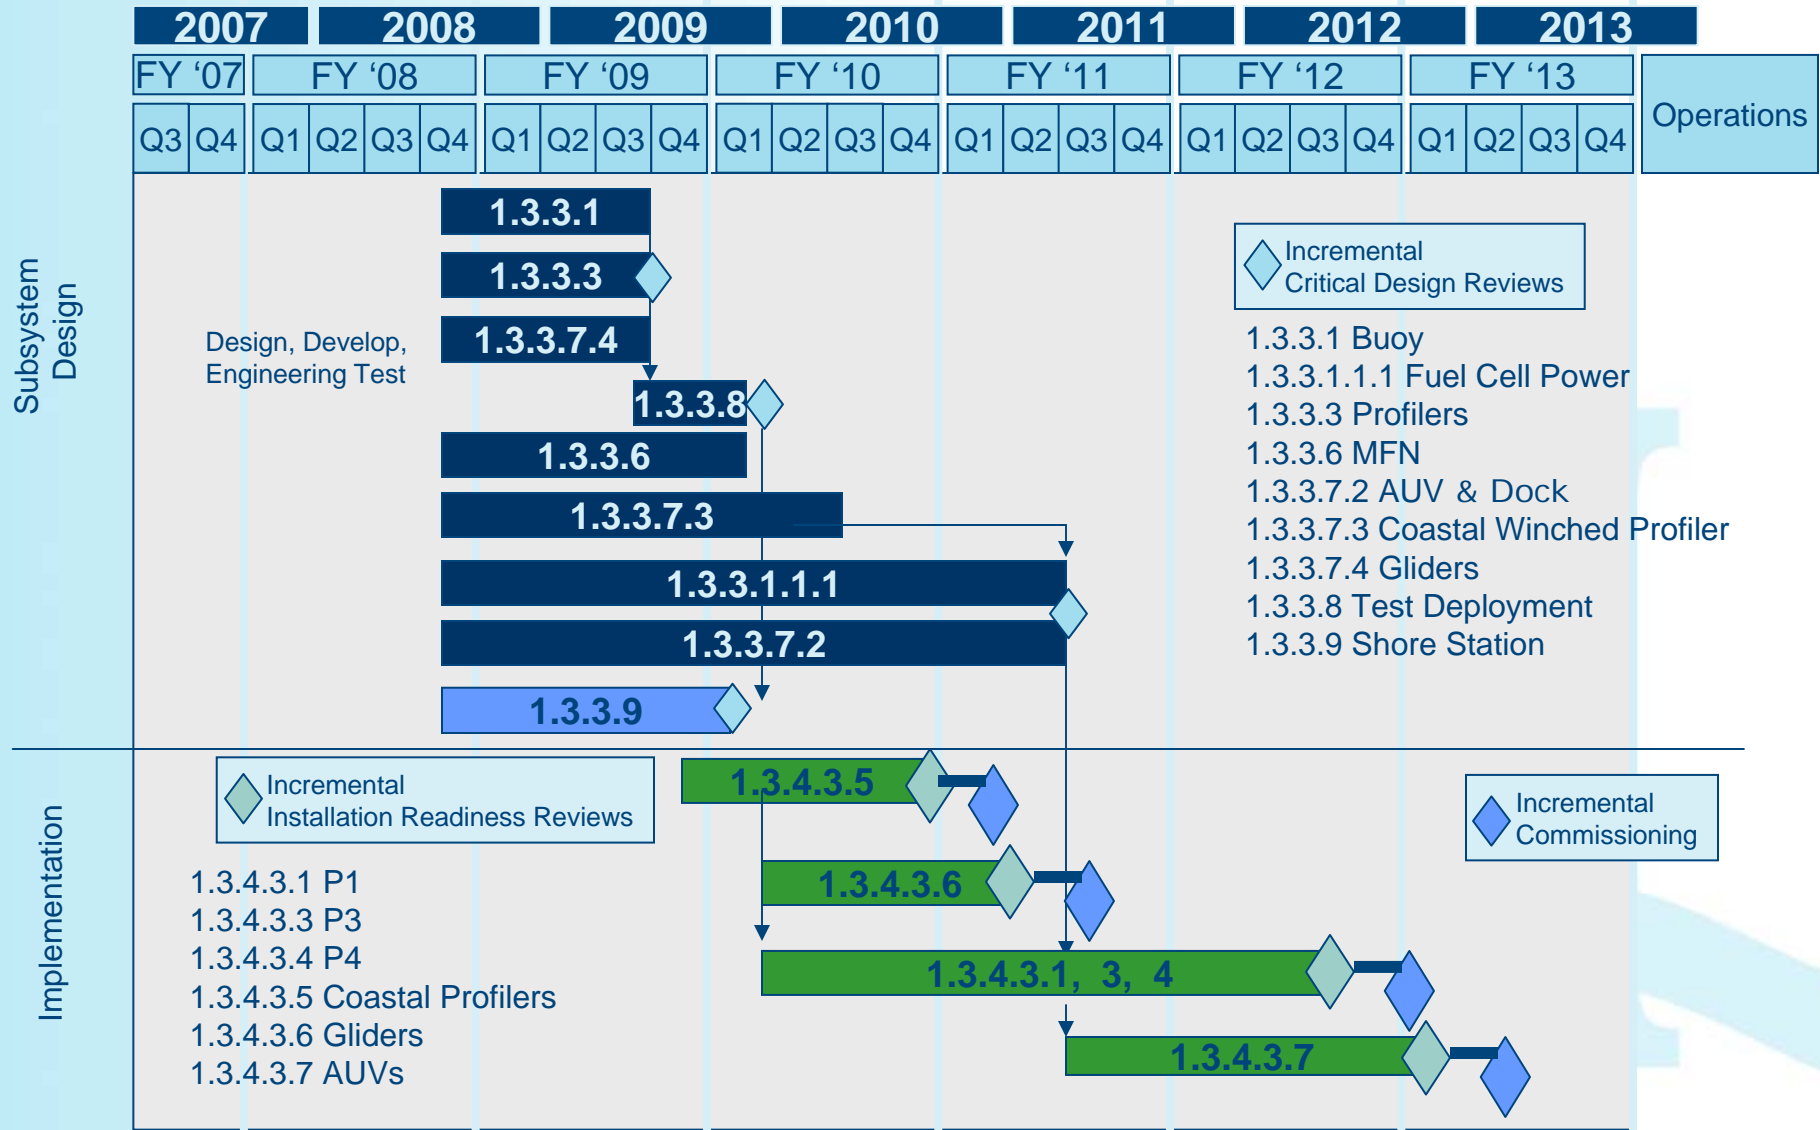 2007 2008 2009 2010 2011 2012 2013
FY ‘07 FY ‘08 FY ‘09 FY ‘10 FY ‘11 FY ‘12 FY ‘13 Operations
Q3 Q4 Q1 Q2 Q3 Q4 Q1 Q2 Q3 Q4 Q1 Q2 Q3 Q4 Q1 Q2 Q3 Q4 Q1 Q2 Q3 Q4 Q1 Q2 Q3 Q4
Subsystem
Design
Design, Develop,
Engineering Test
1.3.3.1
1.3.3.3
1.3.3.7.4
1.3.3.8
1.3.3.6
1.3.3.7.3
1.3.3.1.1.1
1.3.3.7.2
1.3.3.9
Incremental
Critical Design Reviews
1.3.3.1 Buoy
1.3.3.1.1.1 Fuel Cell Power
1.3.3.3 Profilers
1.3.3.6 MFN
1.3.3.7.2 AUV & Dock
1.3.3.7.3 Coastal Winched Profiler
1.3.3.7.4 Gliders
1.3.3.8 Test Deployment
1.3.3.9 Shore Station
Implementation
Incremental
Installation Readiness Reviews
1.3.4.3.1 P1
1.3.4.3.3 P3
1.3.4.3.4 P4
1.3.4.3.5 Coastal Profilers
1.3.4.3.6 Gliders
1.3.4.3.7 AUVs
1.3.4.3.5
1.3.4.3.6
1.3.4.3.1, 3, 4
1.3.4.3.7
Incremental
Commissioning